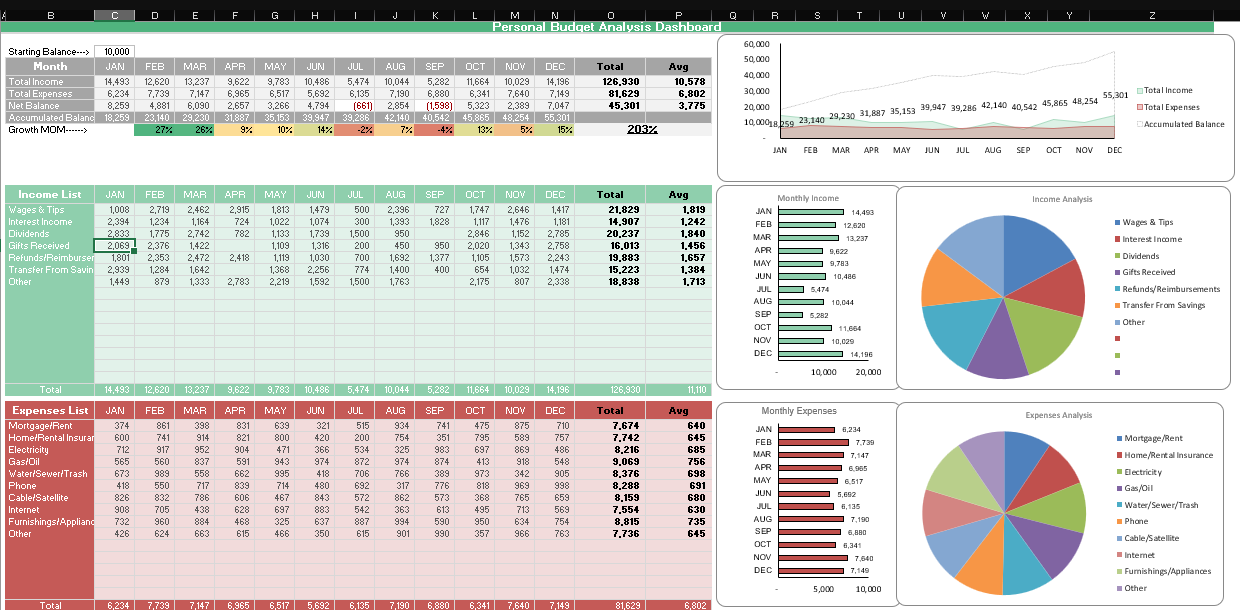 A B C D E F G H I J K L M N O P Q R S T U V W X Y Z
Personal Budget Analysis Dashboard
Starting Balance---> 10,000
Month JAN FEB MAR APR MAY JUN JUL AUG SEP OCT NOV DEC Total Avg
Total Income 14,493 12,620 13,237 9,622 9,783 10,486 5,474 10,044 5,282 11,664 10,029 14,196 126,930 10,578
Total Expenses 6,234 7,739 7,147 6,965 6,517 5,692 6,135 7,190 6,880 6,341 7,640 7,149 81,629 6,802
Net Balance 8,259 4,881 6,090 2,657 3,266 4,794 (661) 2,854 (1,598) 5,323 2,389 7,047 45,301 3,775
Accumulated Balanc 18,259 23,140 29,230 31,887 35,153 39,947 39,286 42,140 40,542 45,865 48,254 55,301
Growth MOM------> 27% 26% 9% 10% 14% -2% 7% -4% 13% 5% 15% 203%
60,000
50,000
40,000
30,000
20,000
10,000
-
18,259 23,140 29,230 31,887 35,153 39,947 39,286 42,140 40,542 45,865 48,254 55,301
JAN FEB MAR APR MAY JUN JUL AUG SEP OCT NOV DEC
Total Income
Total Expenses
Accumulated Balance
Income List JAN FEB MAR APR MAY JUN JUL AUG SEP OCT NOV DEC Total Avg
Wages & Tips 1,008 2,719 2,462 2,915 1,813 1,479 500 2,396 727 1,747 2,646 1,417 21,829 1,819
Interest Income 2,394 1,234 1,164 724 1,022 1,074 300 1,393 1,828 1,117 1,476 1,181 14,907 1,242
Dividends 2,833 1,775 2,742 782 1,133 1,739 1,500 950 2,846 1,152 2,785 20,237 1,840
Gifts Received 2,069 2,376 1,422 1,109 1,316 200 450 950 2,020 1,343 2,758 16,013 1,456
Refunds/Reimburser 1,801 2,353 2,472 2,418 1,119 1,030 700 1,692 1,377 1,105 1,573 2,243 19,883 1,657
Transfer From Savin 2,939 1,284 1,642 1,368 2,256 774 1,400 400 654 1,032 1,474 15,223 1,384
Other 1,449 879 1,333 2,783 2,219 1,592 1,500 1,763 2,175 807 2,338 18,838 1,713
Total 14,493 12,620 13,237 9,622 9,783 10,486 5,474 10,044 5,282 11,664 10,029 14,196 126,930 11,110
Monthly Income
JAN 14,493
FEB 12,620
MAR 13,237
APR 9,622
MAY 9,783
JUN 10,486
JUL 5,474
AUG 10,044
SEP 5,282
OCT 11,664
NOV 10,029
DEC 14,196
- 10,000 20,000
Income Analysis
Wages & Tips
Interest Income
Dividends
Gifts Received
Refunds/Reimbursements
Transfer From Savings
Other
Expenses List JAN FEB MAR APR MAY JUN JUL AUG SEP OCT NOV DEC Total Avg
Mortgage/Rent 374 861 398 831 639 321 515 934 741 475 875 710 7,674 640
Home/Rental Insurar 600 741 914 821 800 420 200 754 351 795 589 757 7,742 645
Electricity 712 917 952 904 471 366 534 325 983 697 869 486 8,216 685
Gas/Oil 565 560 837 591 943 974 872 974 874 413 918 548 9,069 756
Water/Sewer/Trash 673 989 558 662 995 418 706 766 389 973 342 905 8,376 698
Phone 418 550 717 839 714 480 692 317 776 818 969 998 8,288 691
Cable/Satellite 826 832 786 606 467 843 572 862 573 368 765 659 8,159 680
Internet 908 705 438 628 697 883 542 363 613 495 713 569 7,554 630
Furnishings/Applianc 732 960 884 468 325 637 887 994 590 950 634 754 8,815 735
Other 426 624 663 615 466 350 615 901 990 357 966 763 7,736 645
Total 6,234 7,739 7,147 6,965 6,517 5,692 6,135 7,190 6,880 6,341 7,640 7,149 81,629 6,802
Monthly Expenses
JAN 6,234
FEB 7,739
MAR 7,147
APR 6,965
MAY 6,517
JUN 5,692
JUL 6,135
AUG 7,190
SEP 6,880
OCT 6,341
NOV 7,640
DEC 7,149
- 5,000 10,000
Expenses Analysis
Mortgage/Rent
Home/Rental Insurance
Electricity
Gas/Oil
Water/Sewer/Trash
Phone
Cable/Satellite
Internet
Furnishings/Appliances
Other